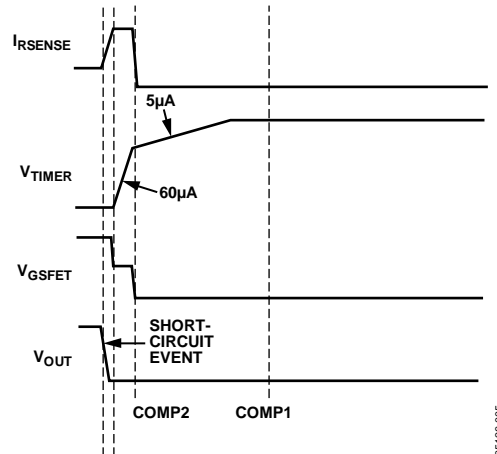 IRSENSE
5µA
VTIMER
60µA
VGSFET
SHORT-
CIRCUIT
EVENT
VOUT
COMP2
COMP1